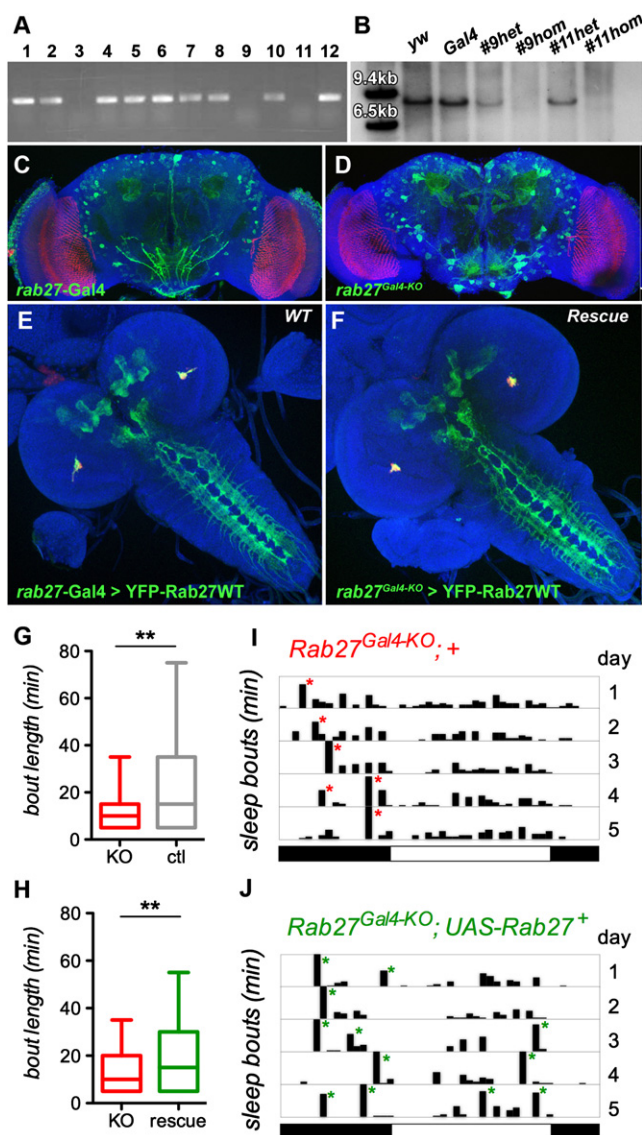 A
1 2 3 4 5 6 7 8 9 10 11 12
B
yw Gal4 #9het #9hom #11het #11hom
9.4kb
6.5kb
C
rab27-Gal4
D
rab27Gal4-KO
E
WT
rab27-Gal4 > YFP-Rab27WT
F
Rescue
rab27Gal4-KO > YFP-Rab27WT
G
**
bout length (min)
80
60
40
20
0
KO ctl
H
**
bout length (min)
80
60
40
20
0
KO rescue
I
Rab27Gal4-KO; +
day
sleep bouts (min)
* 1
* 2
* 3
* * 4
* 5
J
Rab27Gal4-KO; UAS-Rab27+
day
sleep bouts (min)
* * 1
* 2
* * * 3
* * 4
* * * * 5